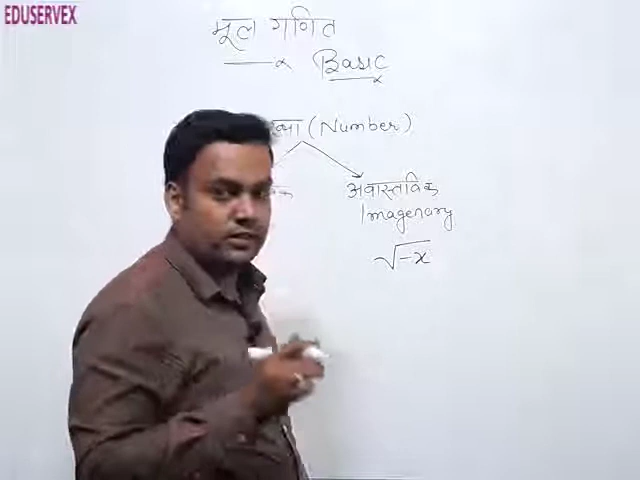 EDUSERVEX
मूल गणित
Basic
(Number)
अवास्तविक
Imagenary
√-x